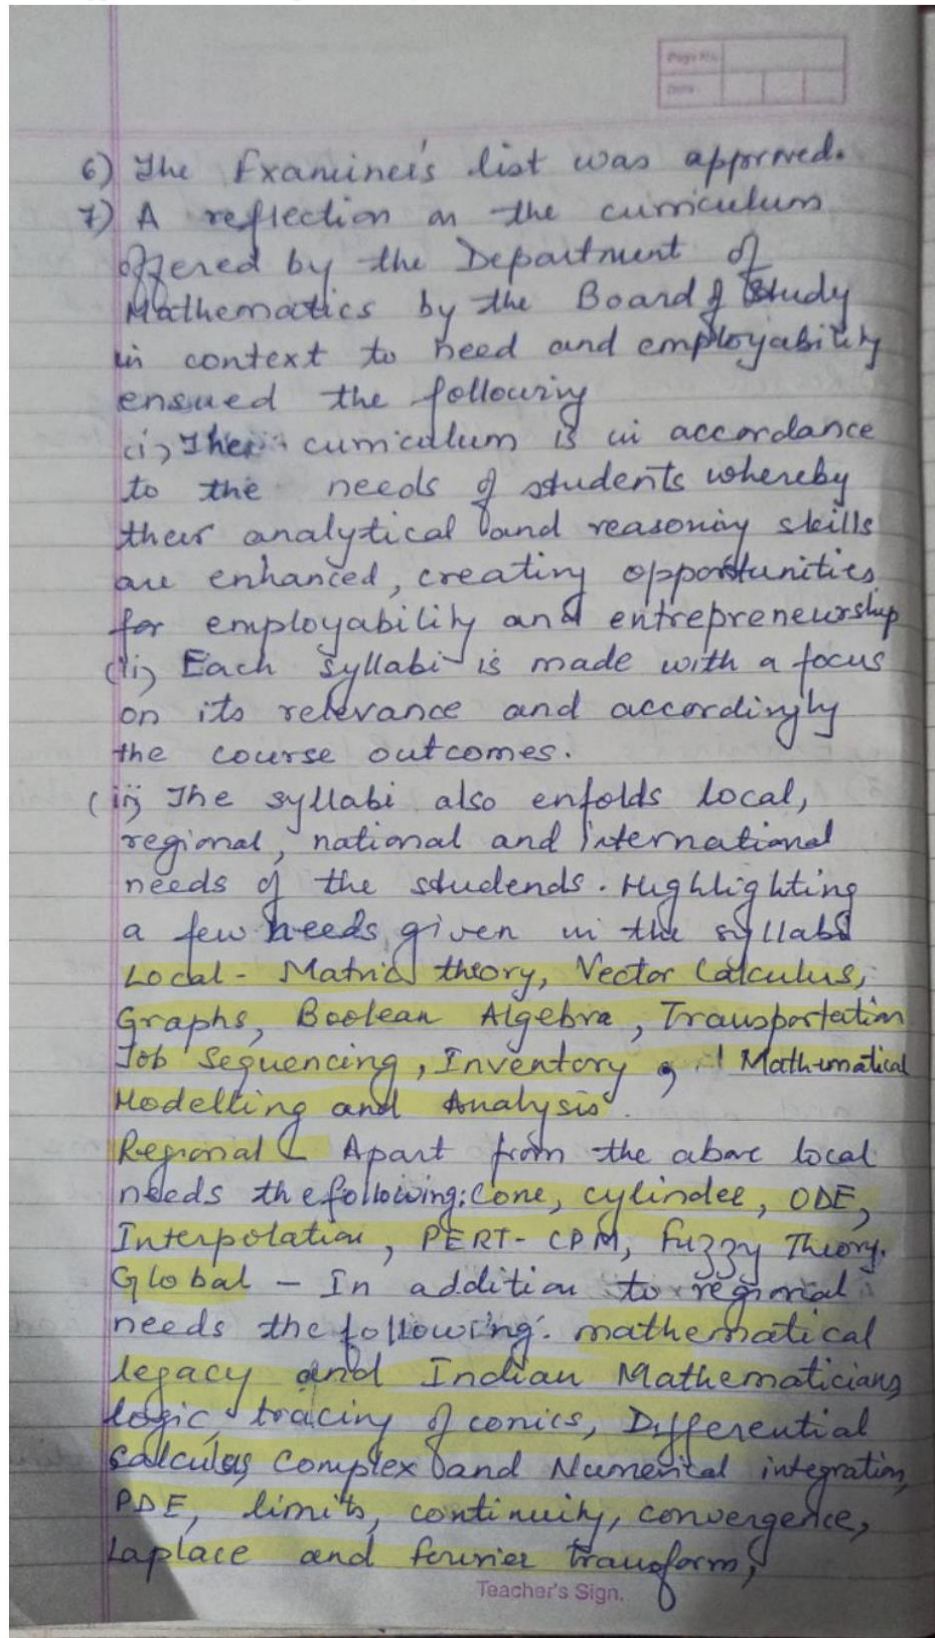 Page No.
Date
6) The Examiner's list was approved.
7) A reflection on the curriculum
offered by the Department of
Mathematics by the Board of Study
in context to need and employability
ensued the following
(i) Their curriculum is in accordance
to the needs of students whereby
their analytical and reasoning skills
are enhanced, creating opportunities
for employability and entrepreneurship
(ii) Each syllabi is made with a focus
on its relevance and accordingly
the course outcomes.
(iii) The syllabi also enfolds local,
regional, national and international
needs of the studends. Highlighting
a few needs given in the syllabi
Local - Matrix theory, Vector Calculus,
Graphs, Boolean Algebra, Transportation
Job Sequencing, Inventory, Mathematical
Modelling and Analysis.
Regional - Apart from the above local
needs the following: Cone, cylinder, ODE,
Interpolation, PERT-CPM, Fuzzy Theory.
Global - In addition to regional
needs the following. mathematical
legacy and Indian Mathematicians,
logic, tracing of conics, Differential
Calculus, Complex and Numerical integration,
PDE, limits, continuity, convergence,
Laplace and fourier transform,
Teacher's Sign.